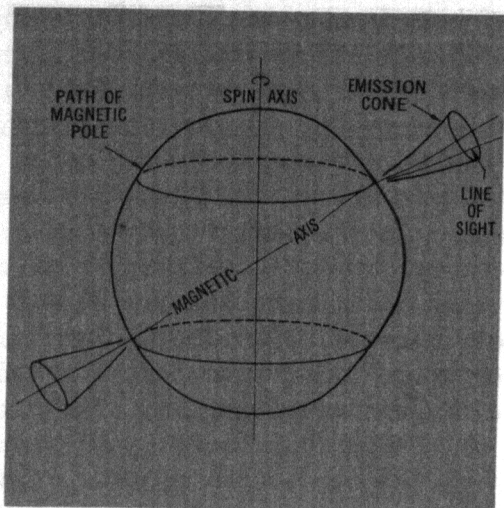 PATH OF
MAGNETIC
POLE
SPIN AXIS
EMISSION
CONE
LINE
OF
SIGHT
MAGNETIC AXIS